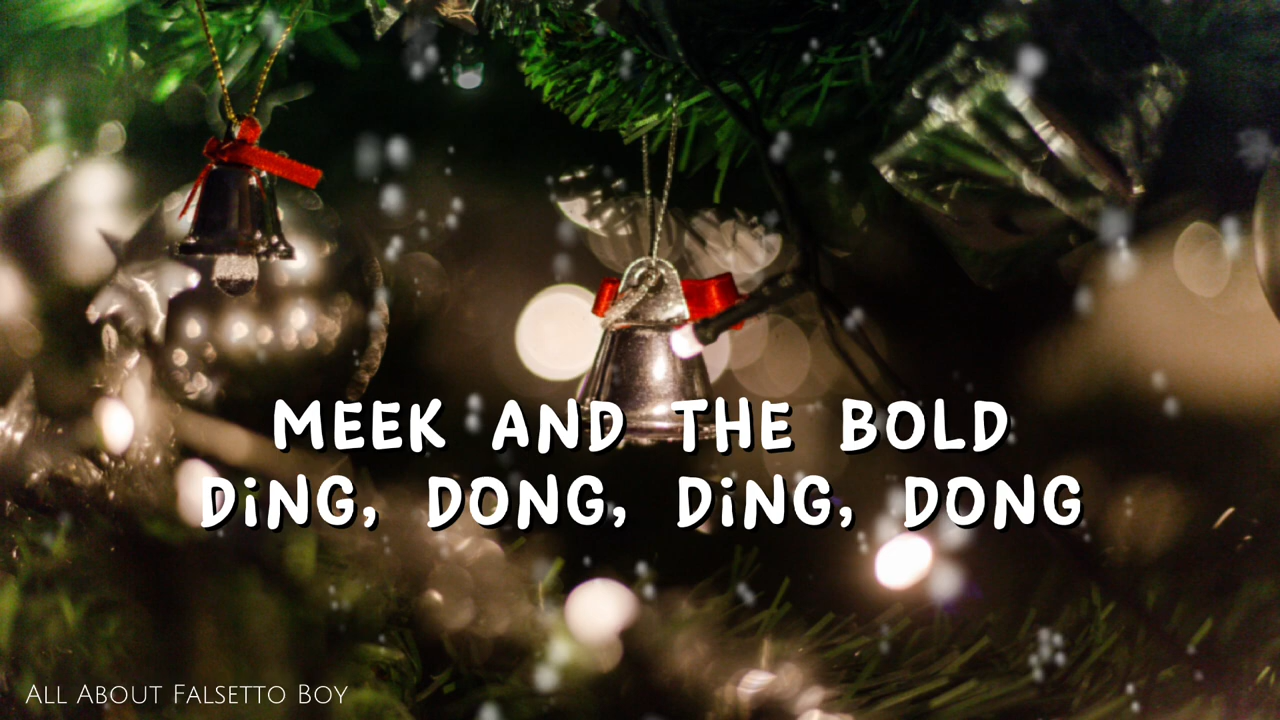 MEEK AND THE BOLD
DiNG, DONG, DiNG, DONG
All About Falsetto Boy